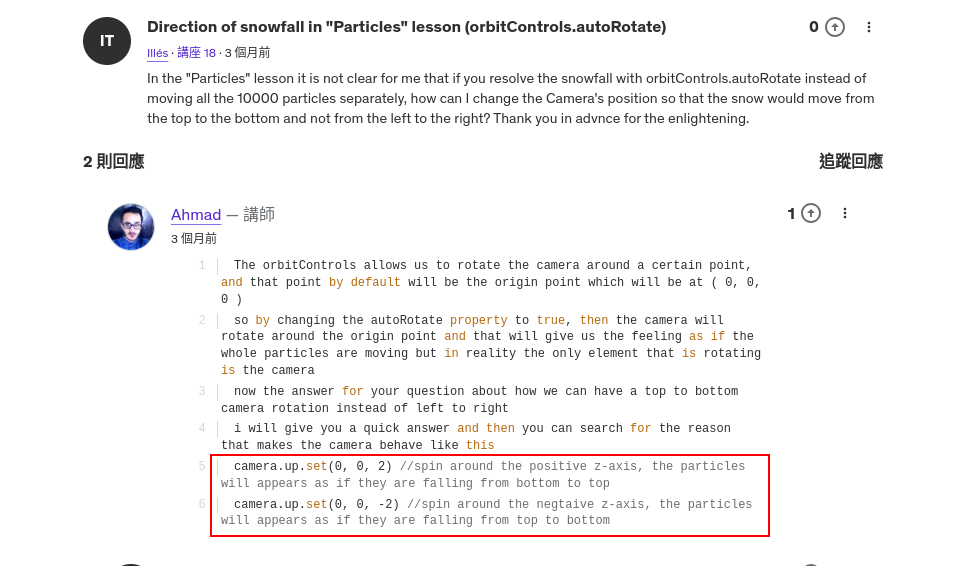 IT
Direction of snowfall in "Particles" lesson (orbitControls.autoRotate)
0
Illés · 講座 18 · 3 個月前
In the "Particles" lesson it is not clear for me that if you resolve the snowfall with orbitControls.autoRotate instead of
moving all the 10000 particles separately, how can I change the Camera's position so that the snow would move from
the top to the bottom and not from the left to the right? Thank you in advnce for the enlightening.
2 則回應
追蹤回應
Ahmad — 講師
1
3 個月前
1 The orbitControls allows us to rotate the camera around a certain point,
and that point by default will be the origin point which will be at ( 0, 0,
0 )
2 so by changing the autoRotate property to true, then the camera will
rotate around the origin point and that will give us the feeling as if the
whole particles are moving but in reality the only element that is rotating
is the camera
3 now the answer for your question about how we can have a top to bottom
camera rotation instead of left to right
4 i will give you a quick answer and then you can search for the reason
that makes the camera behave like this
5 camera.up.set(0, 0, 2) //spin around the positive z-axis, the particles
will appears as if they are falling from bottom to top
6 camera.up.set(0, 0, -2) //spin around the negtaive z-axis, the particles
will appears as if they are falling from top to bottom